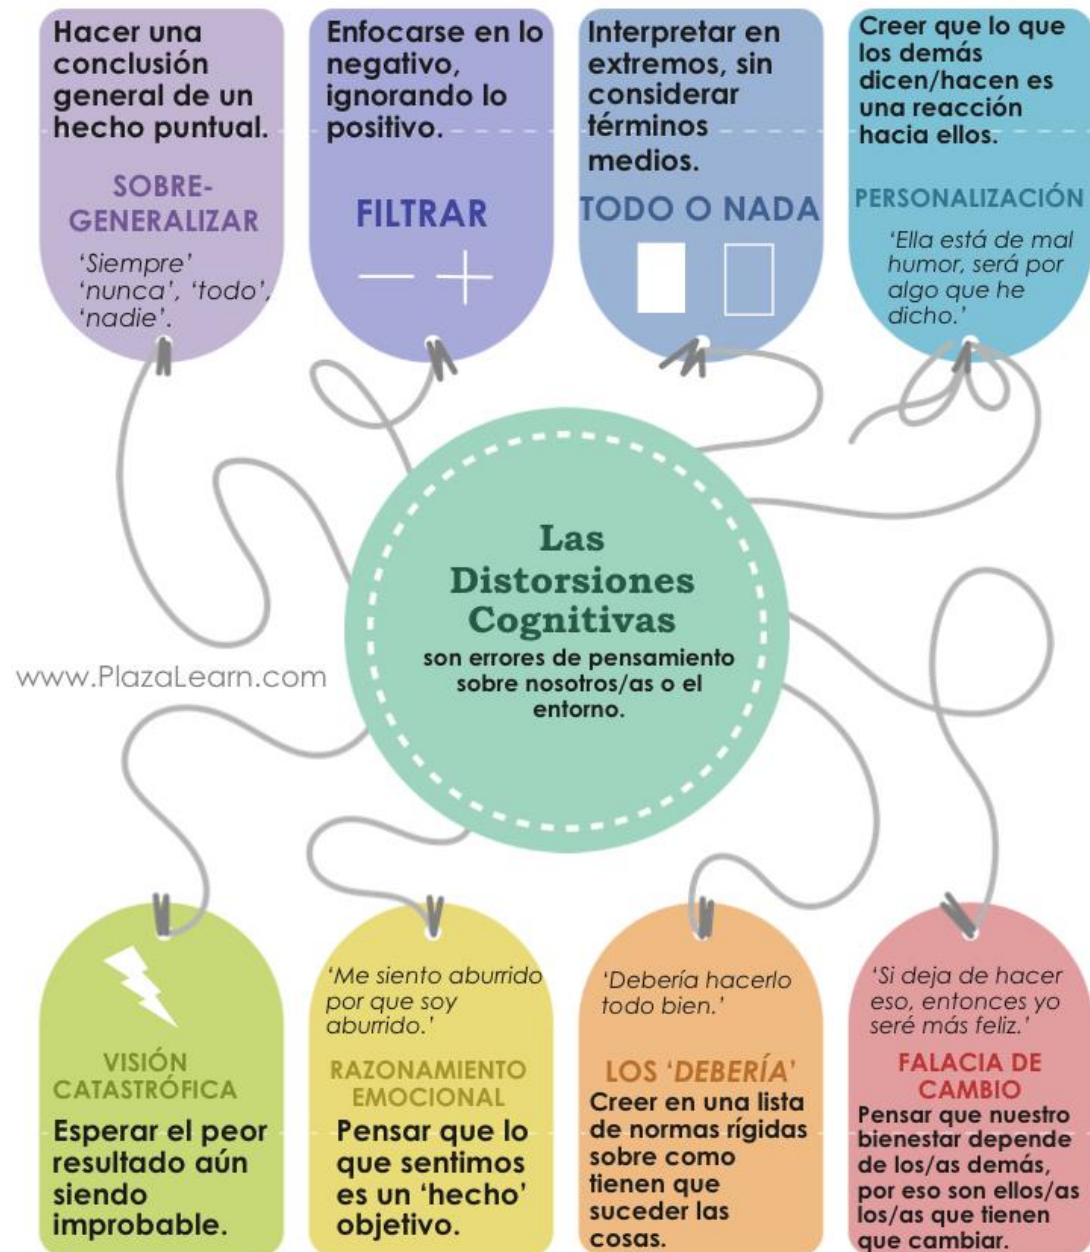 Hacer una
conclusión
general de un
hecho puntual.
SOBRE-
GENERALIZAR
‘Siempre’
‘nunca’, ‘todo’,
‘nadie’.
Enfocarse en lo
negativo,
ignorando lo
positivo.
FILTRAR
Interpretar en
extremos, sin
considerar
términos
medios.
TODO O NADA
Creer que lo que
los demás
dicen/hacen es
una reacción
hacia ellos.
PERSONALIZACIÓN
‘Ella está de mal
humor, será por
algo que he
dicho.’
Las
Distorsiones
Cognitivas
son errores de pensamiento
sobre nosotros/as o el
entorno.
www.PlazaLearn.com
VISIÓN
CATASTRÓFICA
Esperar el peor
resultado aún
siendo
improbable.
‘Me siento aburrido
por que soy
aburrido.’
RAZONAMIENTO
EMOCIONAL
Pensar que lo
que sentimos
es un ‘hecho’
objetivo.
‘Debería hacerlo
todo bien.’
LOS ‘DEBERÍA’
Creer en una lista
de normas rígidas
sobre como
tienen que
suceder las
cosas.
‘Si deja de hacer
eso, entonces yo
seré más feliz.’
FALACIA DE
CAMBIO
Pensar que nuestro
bienestar depende
de los/as demás,
por eso son ellos/as
los/as que tienen
que cambiar.